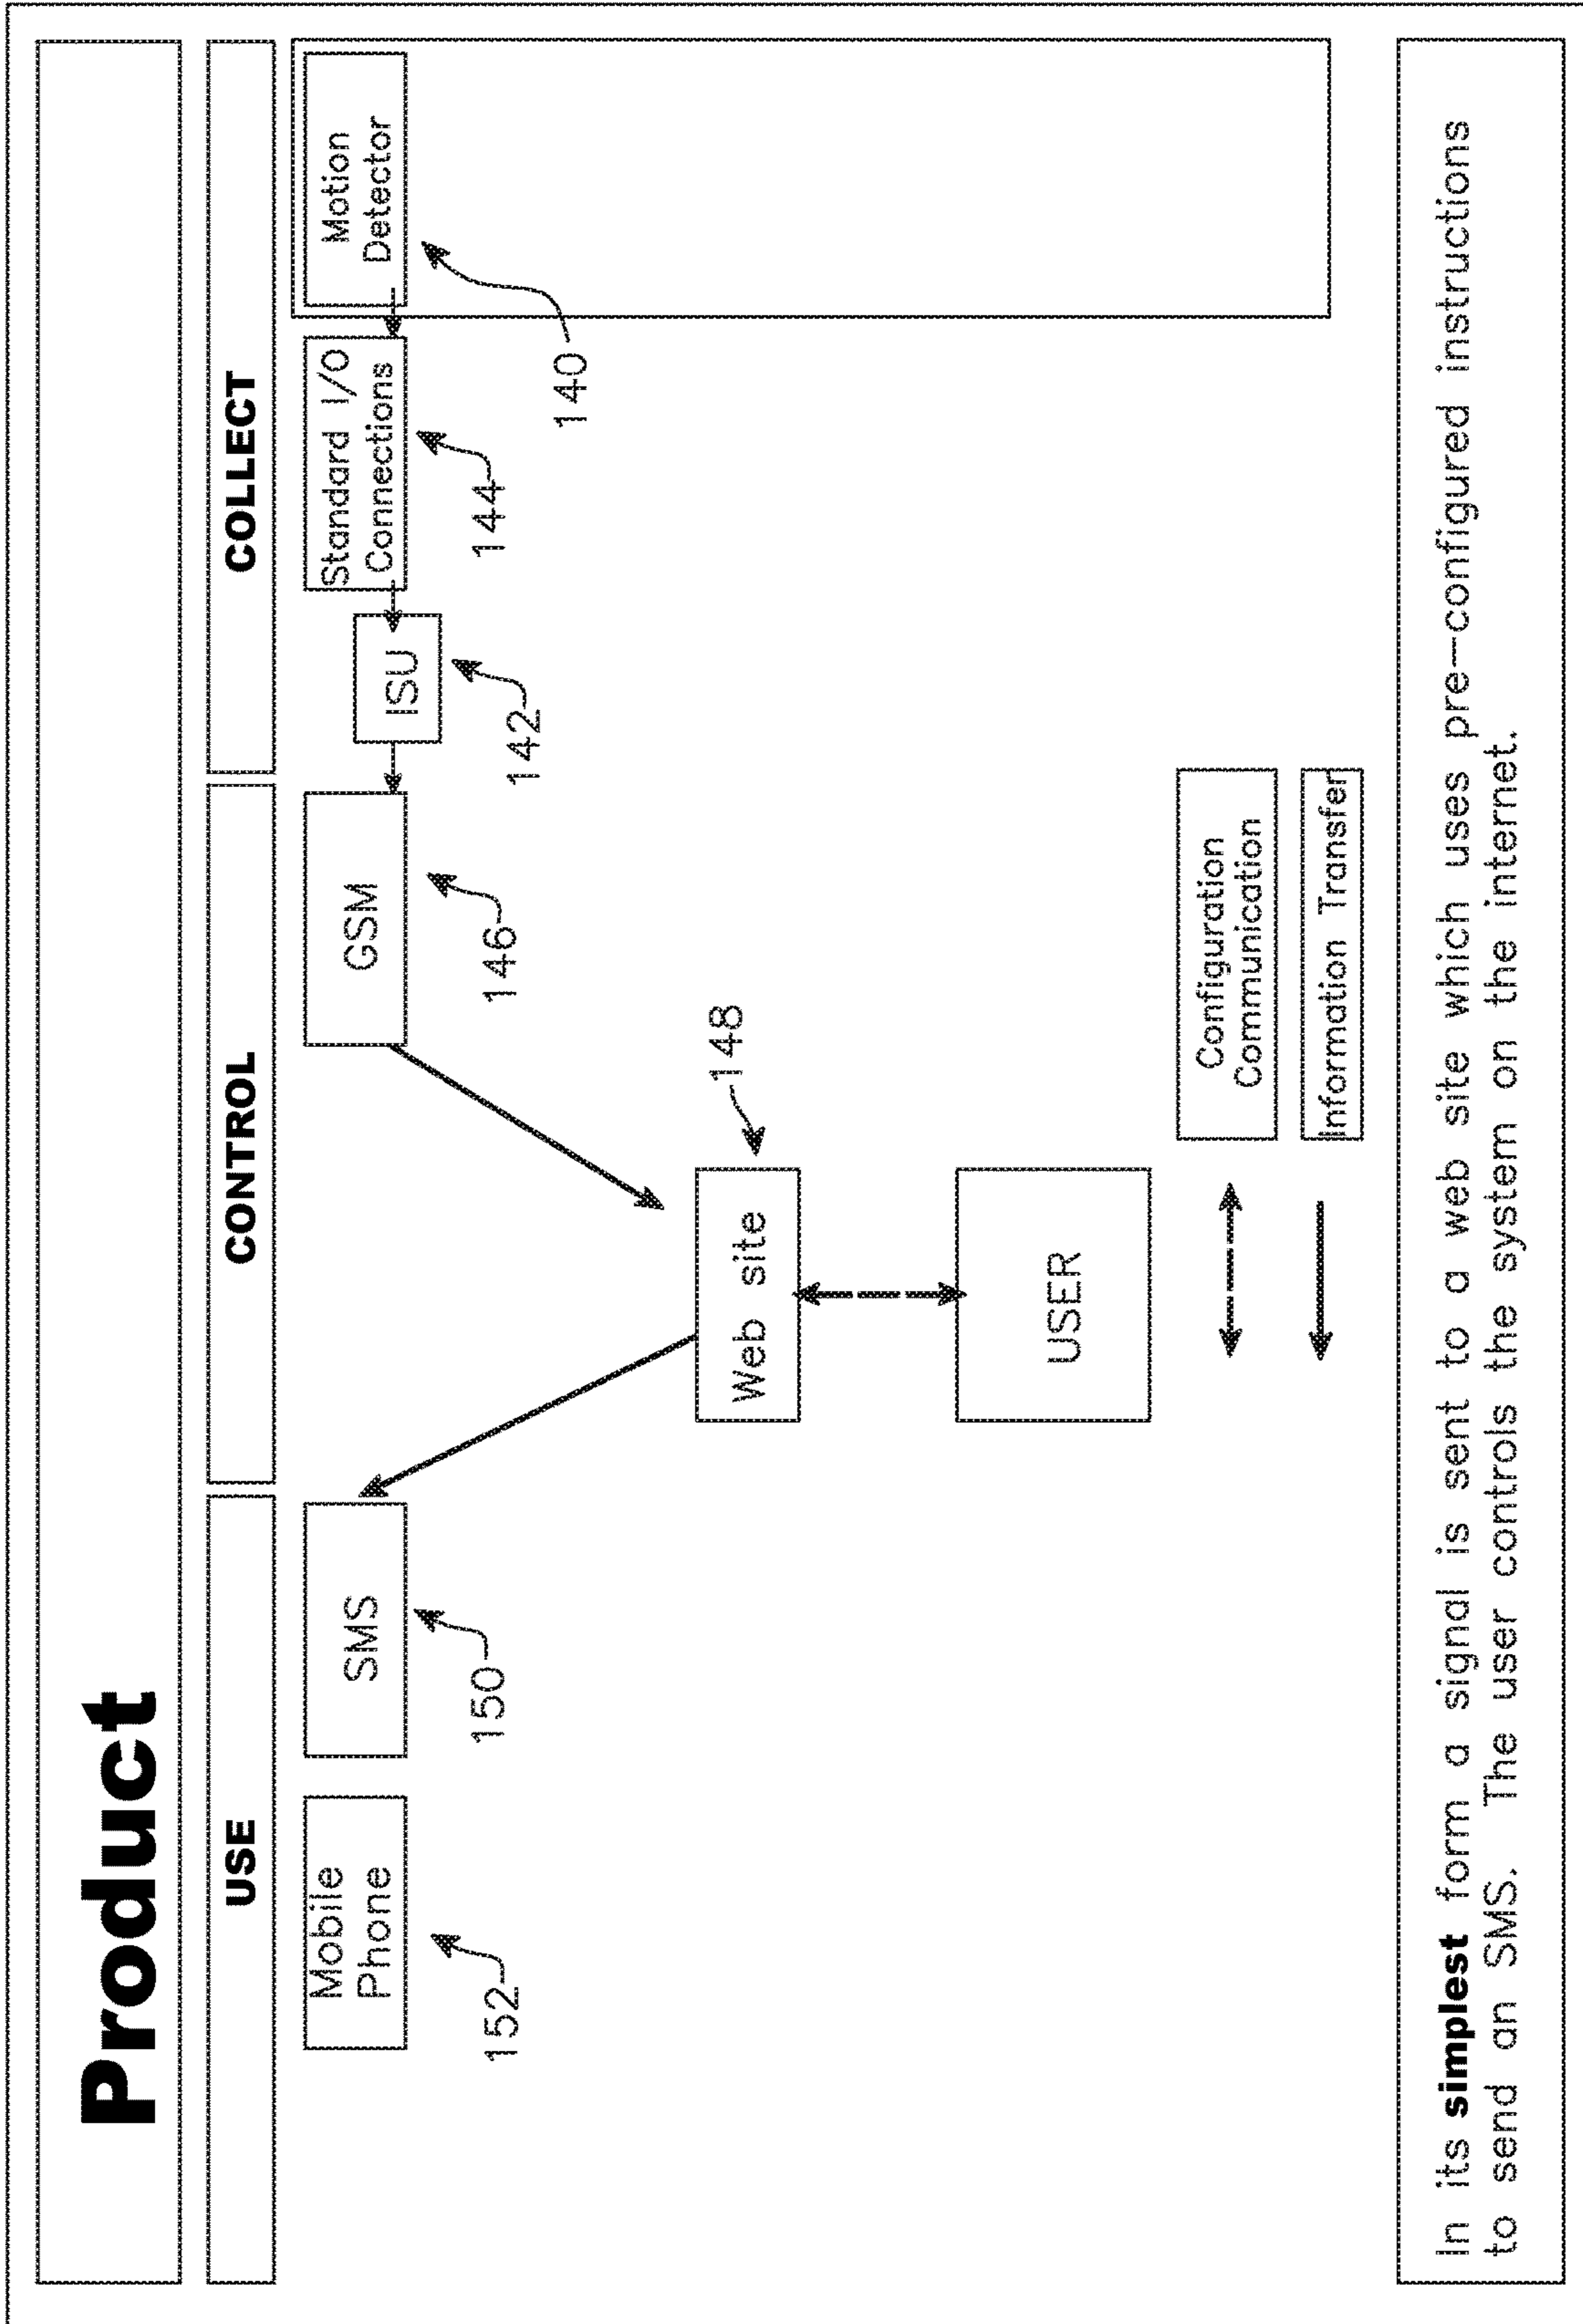 Product
USE
CONTROL
COLLECT
Mobile
Phone
152
SMS
150
GSM
146
ISU
142
Standard I/O
Connections
144
Motion
Detector
140
Web site
148
USER
Configuration
Communication
Information Transfer
In its simplest form a signal is sent to a web site which uses pre-configured instructions
to send an SMS. The user controls the system on the internet.